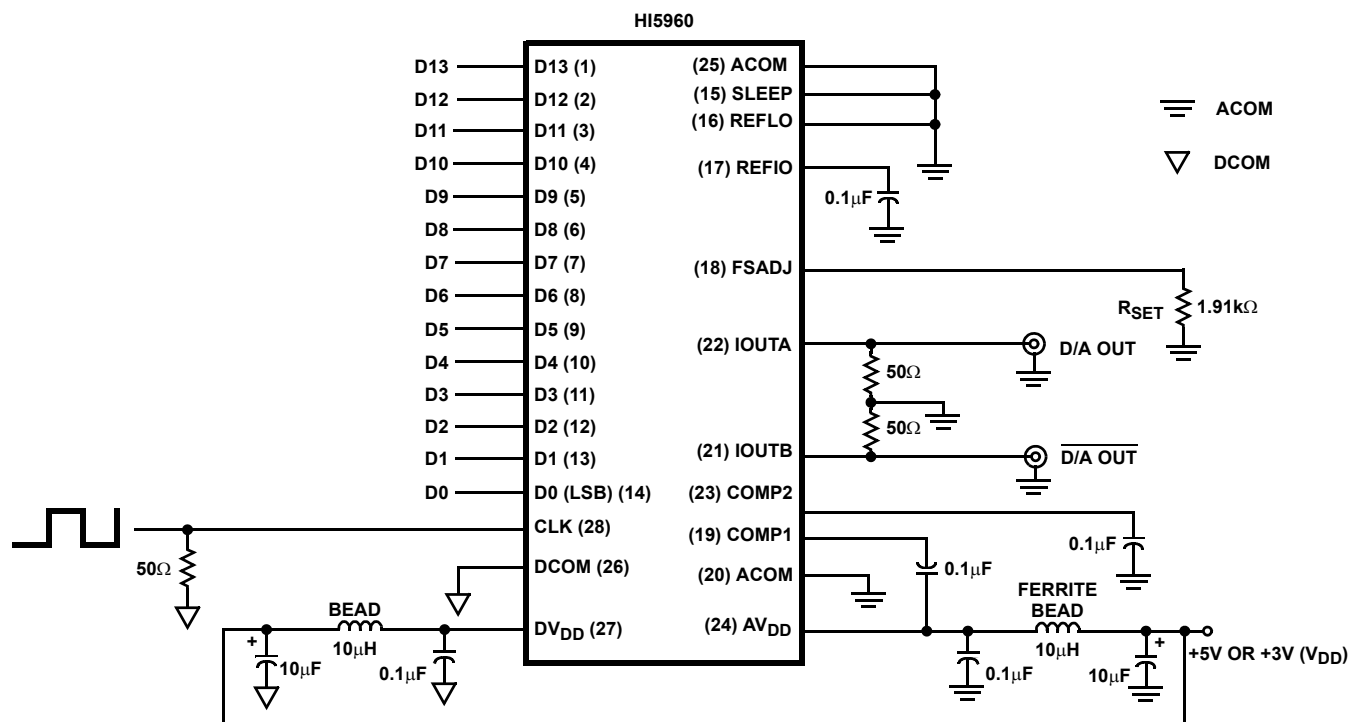 HI5960
D13 D13 (1)
D12 D12 (2)
D11 D11 (3)
D10 D10 (4)
D9 D9 (5)
D8 D8 (6)
D7 D7 (7)
D6 D6 (8)
D5 D5 (9)
D4 D4 (10)
D3 D3 (11)
D2 D2 (12)
D1 D1 (13)
D0 D0 (LSB) (14)
CLK (28)
50Ω
DCOM (26)
BEAD
DVDD (27)
+
10µF
10µH
0.1µF
(25) ACOM
(15) SLEEP
(16) REFLO
(17) REFIO
0.1µF
(18) FSADJ
RSET 1.91kΩ
(22) IOUTA
D/A OUT
50Ω
50Ω
(21) IOUTB
D/A OUT
(23) COMP2
0.1µF
(19) COMP1
0.1µF
(20) ACOM
FERRITE
BEAD
(24) AVDD
10µH
0.1µF
+
10µF
+5V OR +3V (VDD)
ACOM
DCOM